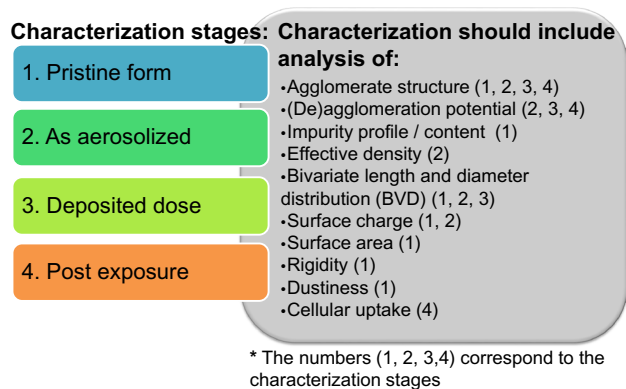 Characterization stages:
1. Pristine form
2. As aerosolized
3. Deposited dose
4. Post exposure
Characterization should include
analysis of:
•Agglomerate structure (1, 2, 3, 4)
•(De)agglomeration potential (2, 3, 4)
•Impurity profile / content (1)
•Effective density (2)
•Bivariate length and diameter
distribution (BVD) (1, 2, 3)
•Surface charge (1, 2)
•Surface area (1)
•Rigidity (1)
•Dustiness (1)
•Cellular uptake (4)
* The numbers (1, 2, 3,4) correspond to the
characterization stages